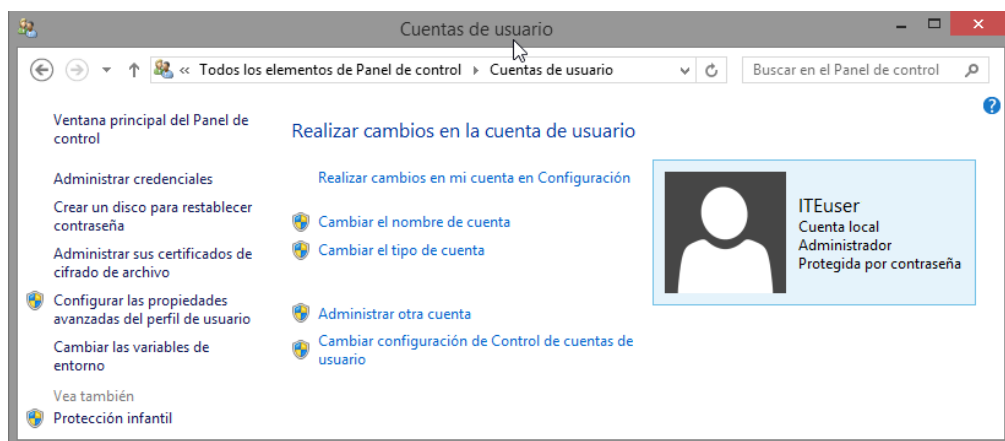 Cuentas de usuario
« Todos los elementos de Panel de control ▸ Cuentas de usuario
Buscar en el Panel de control
Ventana principal del Panel de
control
Administrar credenciales
Crear un disco para restablecer
contraseña
Administrar sus certificados de
cifrado de archivo
Configurar las propiedades
avanzadas del perfil de usuario
Cambiar las variables de
entorno
Vea también
Protección infantil
Realizar cambios en la cuenta de usuario
Realizar cambios en mi cuenta en Configuración
Cambiar el nombre de cuenta
Cambiar el tipo de cuenta
Administrar otra cuenta
Cambiar configuración de Control de cuentas de
usuario
ITEuser
Cuenta local
Administrador
Protegida por contraseña